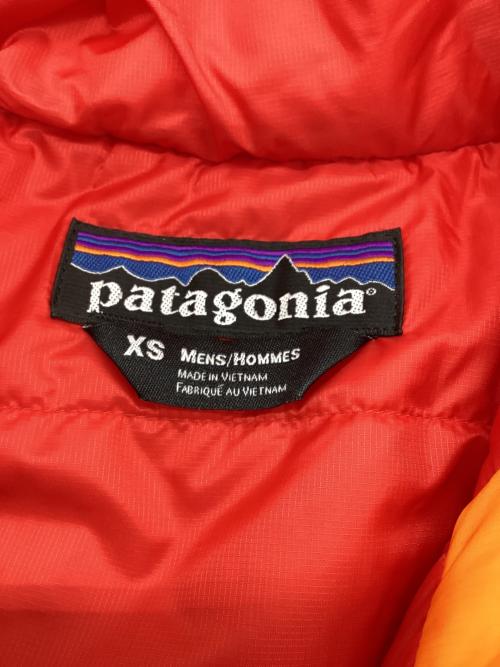 patagonia®
XS MENS/HOMMES
MADE IN VIETNAM
FABRIQUÉ AU VIETNAM